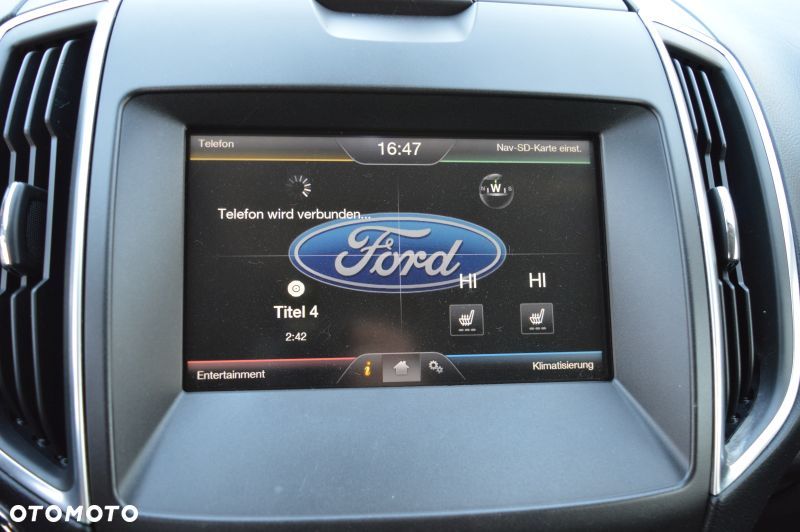 Telefon
16:47
Nav-SD-Karte einst.
N W S
Telefon wird verbunden...
Ford
HI HI
Titel 4
2:42
i
Entertainment
Klimatisierung
OTOMOTO